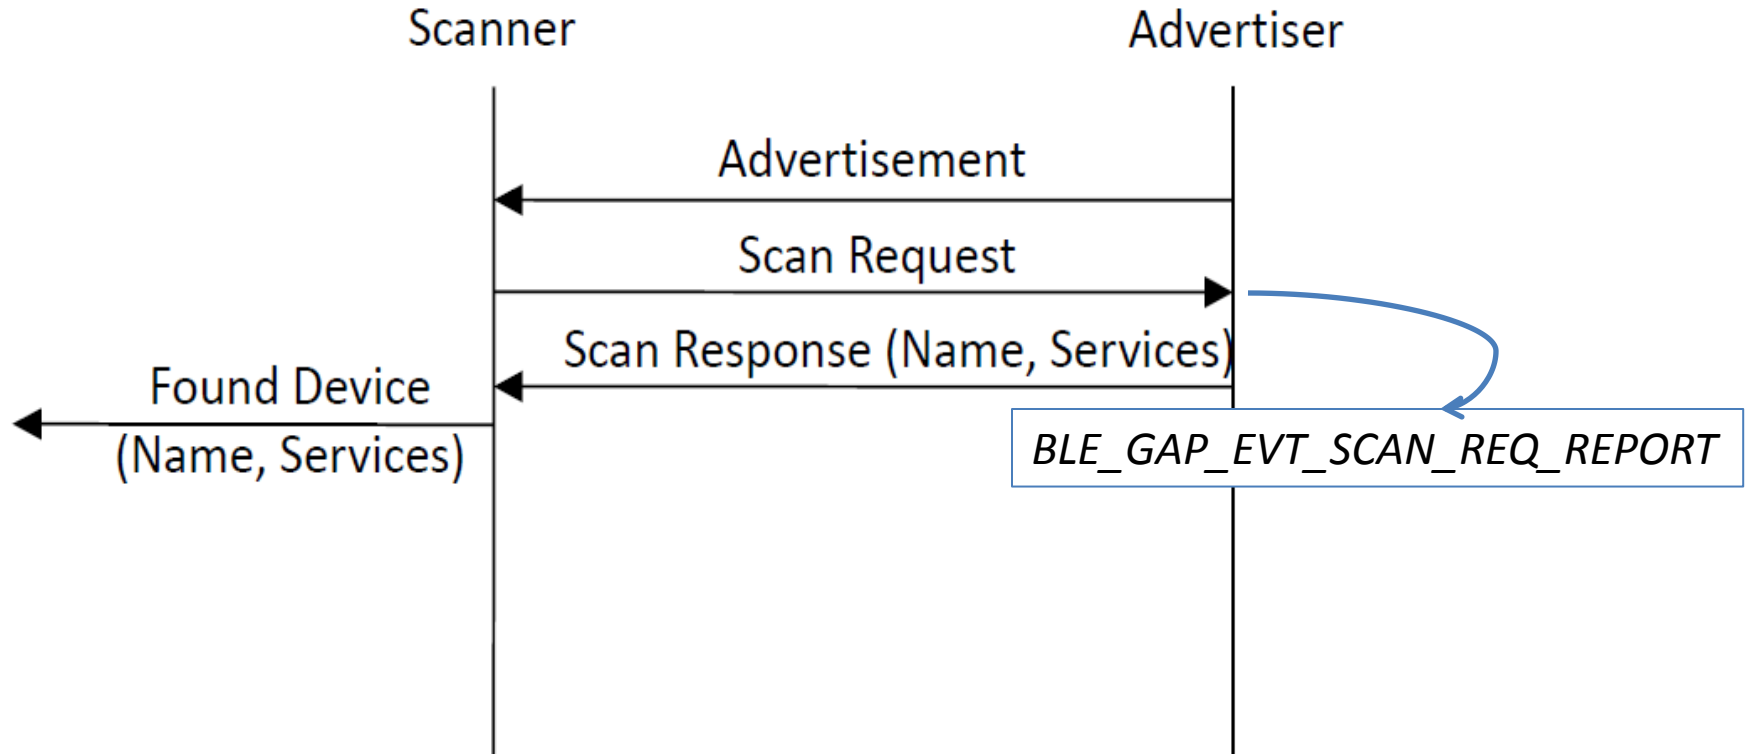 Scanner
Advertiser
Advertisement
Scan Request
Scan Response (Name, Services)
Found Device
(Name, Services)
BLE_GAP_EVT_SCAN_REQ_REPORT